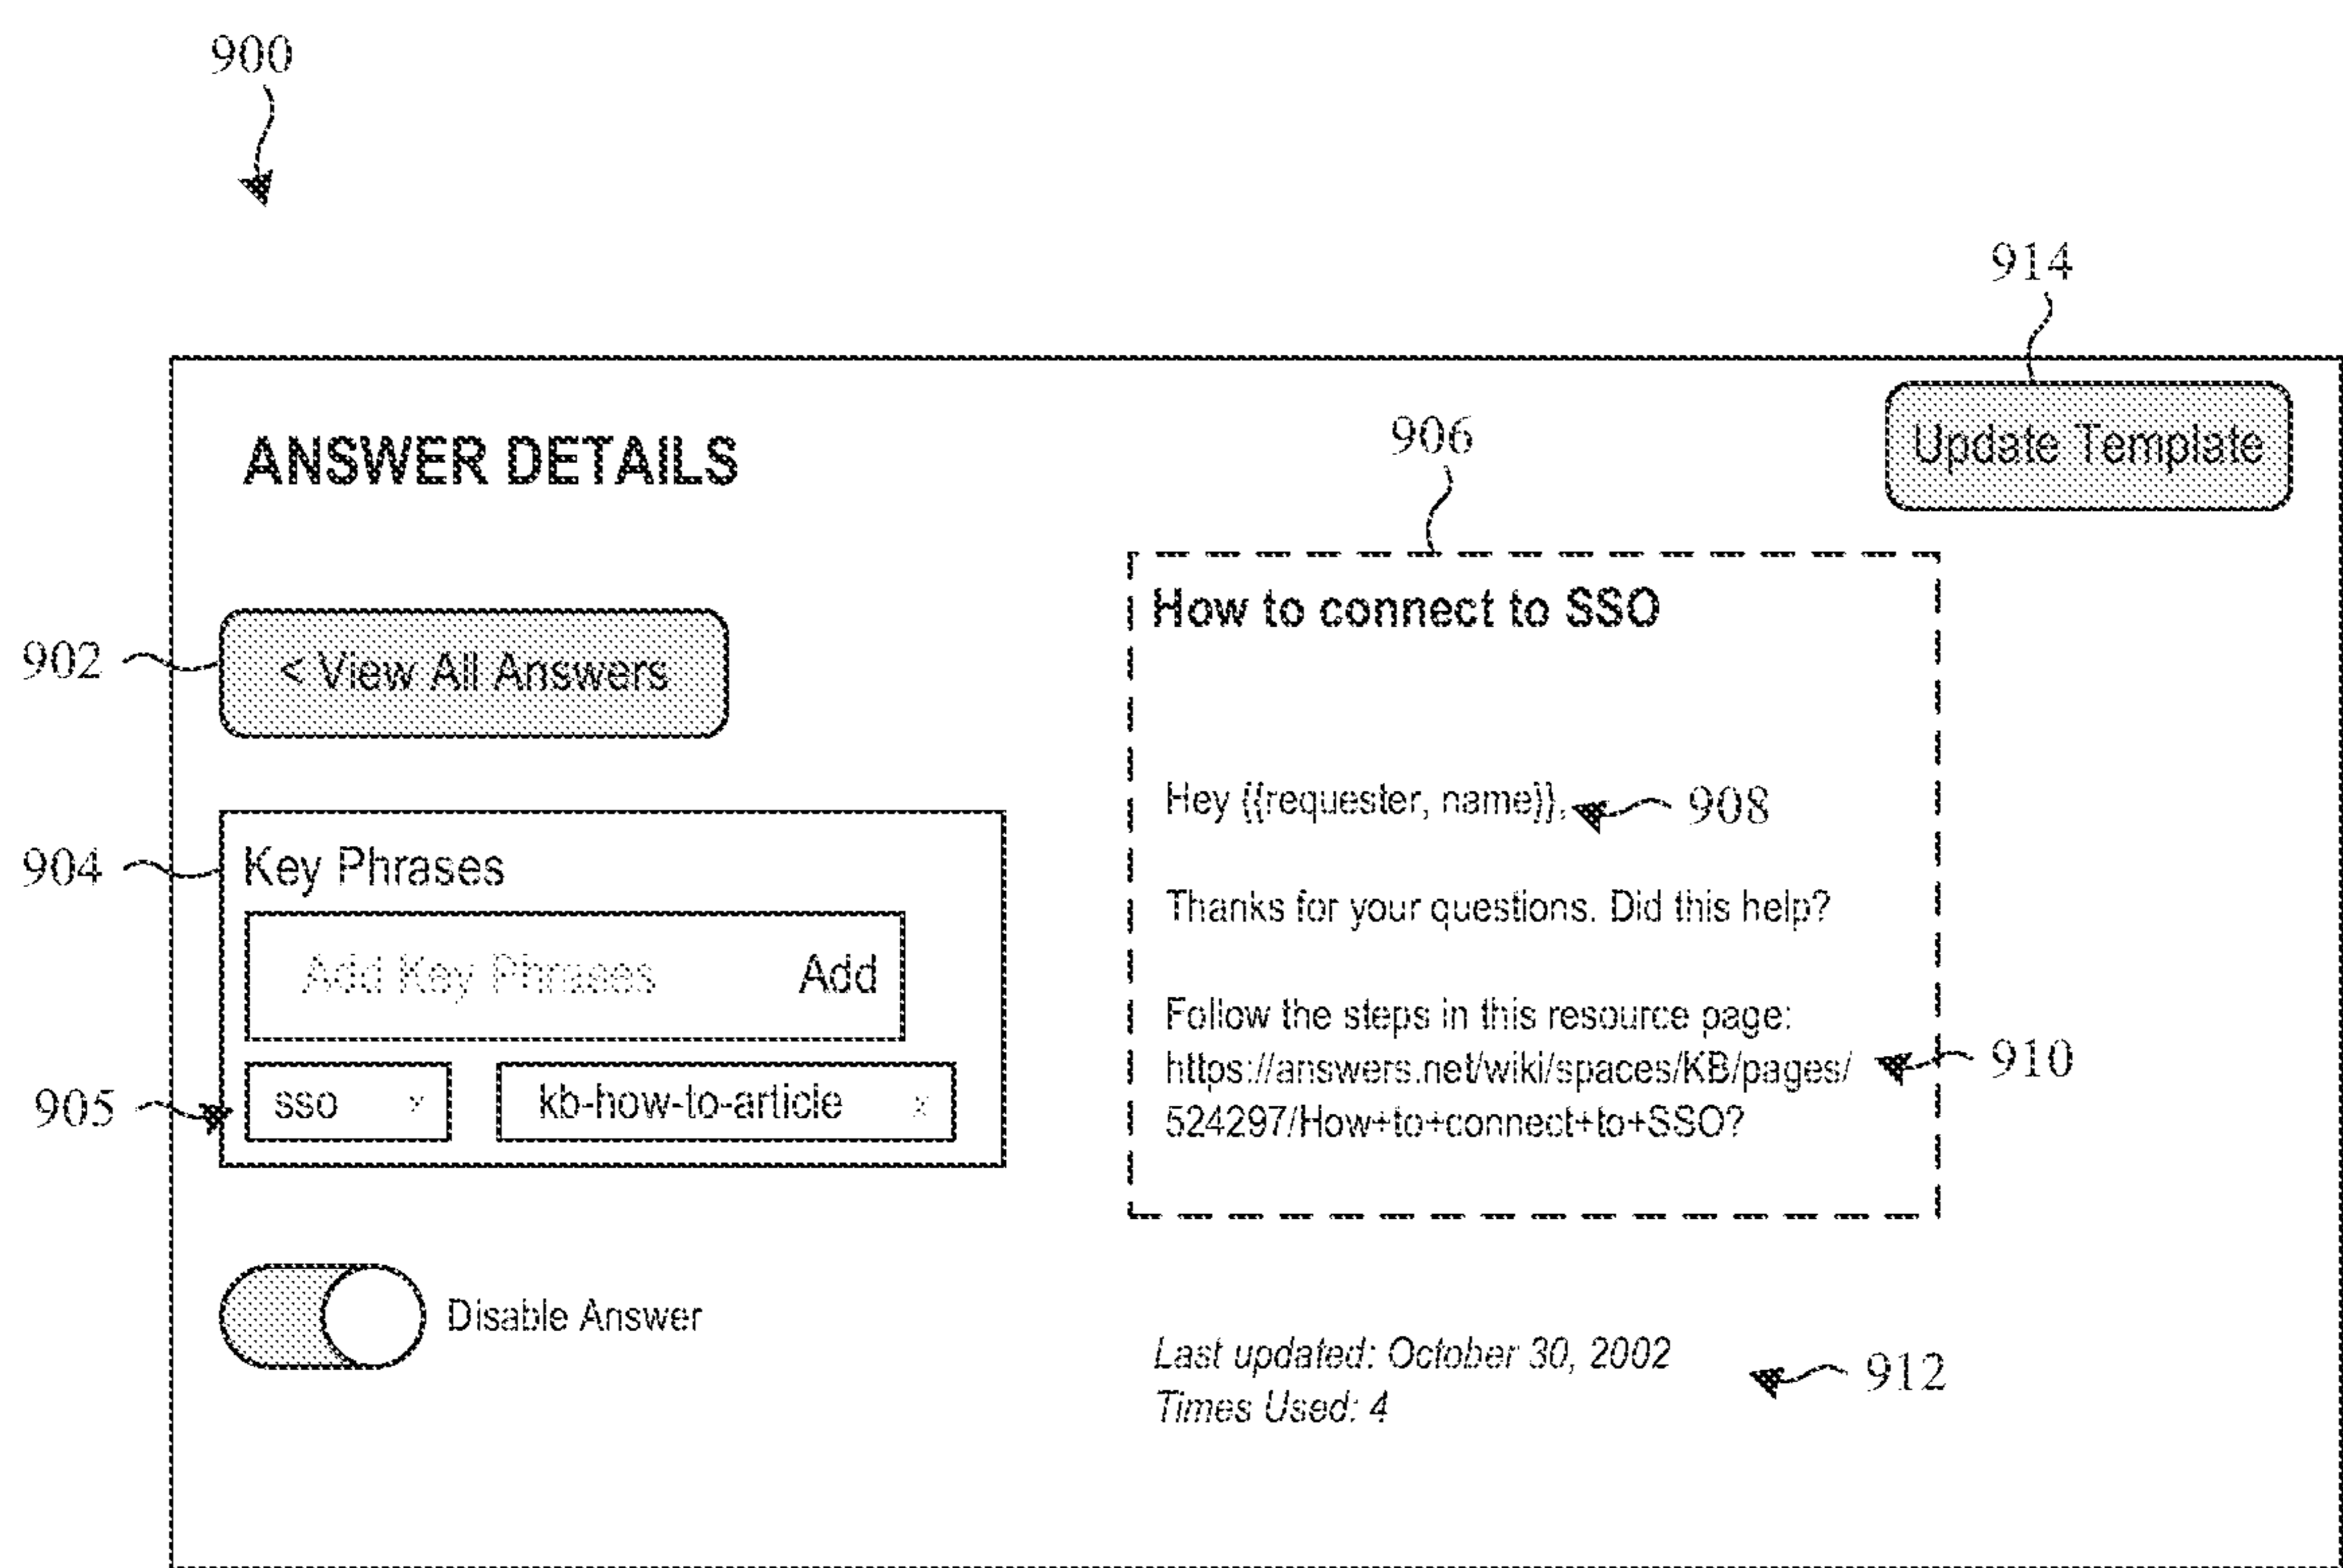 900
914
Update Template
ANSWER DETAILS
906
902
< View All Answers
How to connect to SSO
Hey {{requester, name}},
908
904
Key Phrases
Thanks for your questions. Did this help?
Add Key Phrases Add
Follow the steps in this resource page:
https://answers.net/wiki/spaces/KB/pages/
524297/How+to+connect+to+SSO?
910
905
sso x
kb-how-to-article x
Disable Answer
Last updated: October 30, 2002
Times Used: 4
912